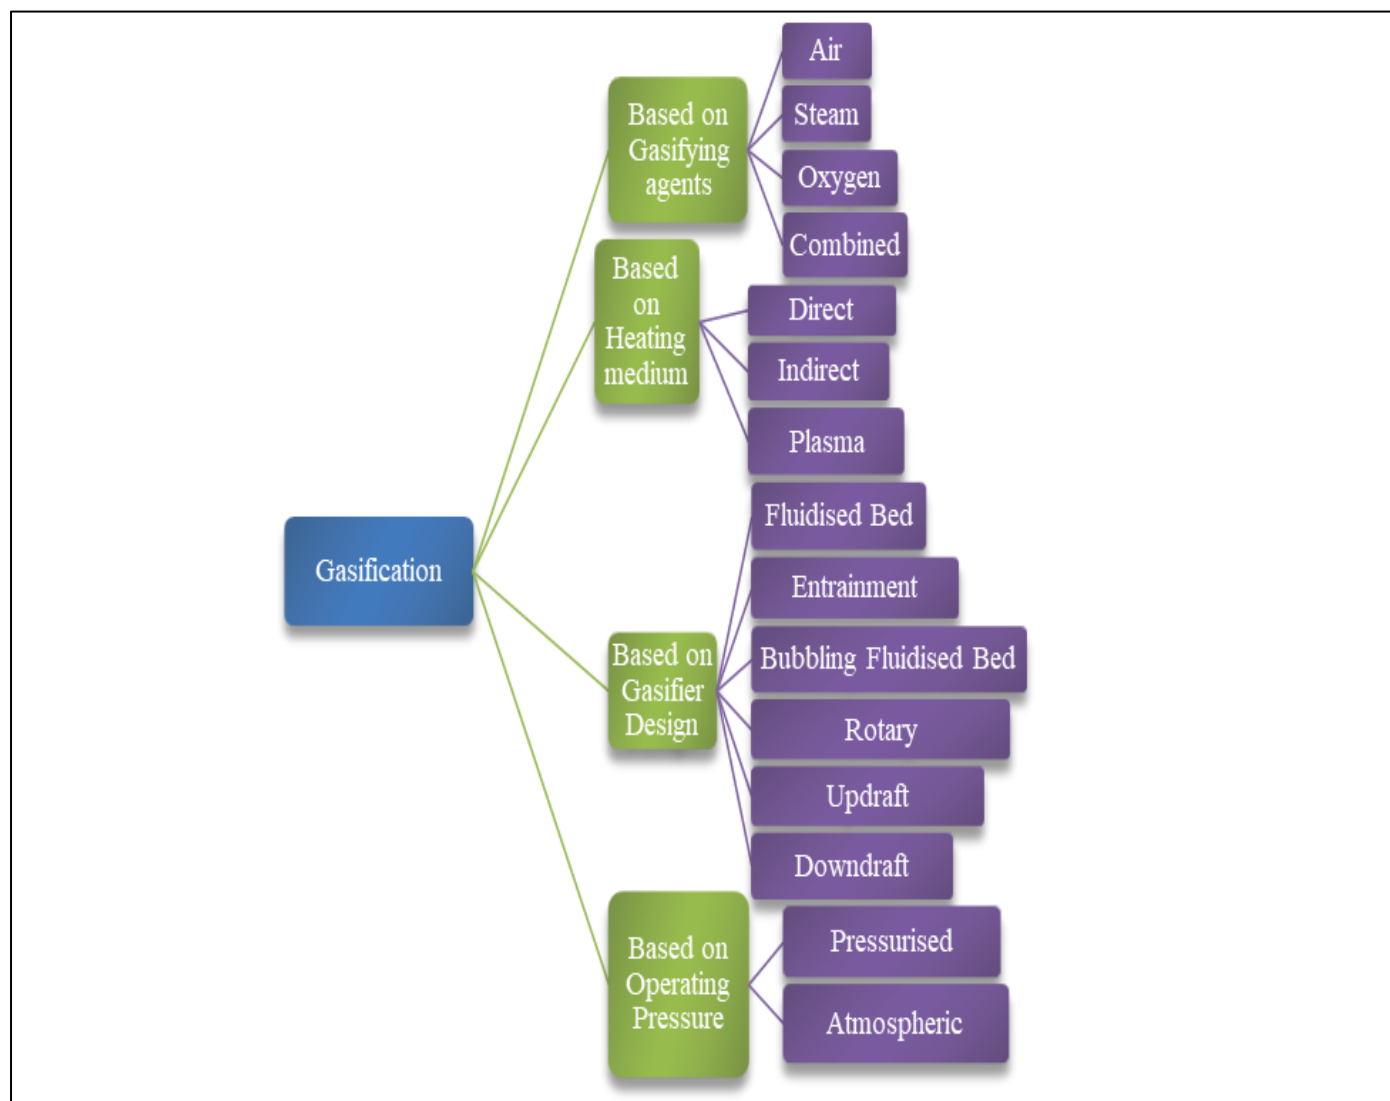 Gasification
Based on
Gasifying
agents
Air
Steam
Oxygen
Combined
Based
on
Heating
medium
Direct
Indirect
Plasma
Based on
Gasifier
Design
Fluidised Bed
Entrainment
Bubbling Fluidised Bed
Rotary
Updraft
Downdraft
Based on
Operating
Pressure
Pressurised
Atmospheric